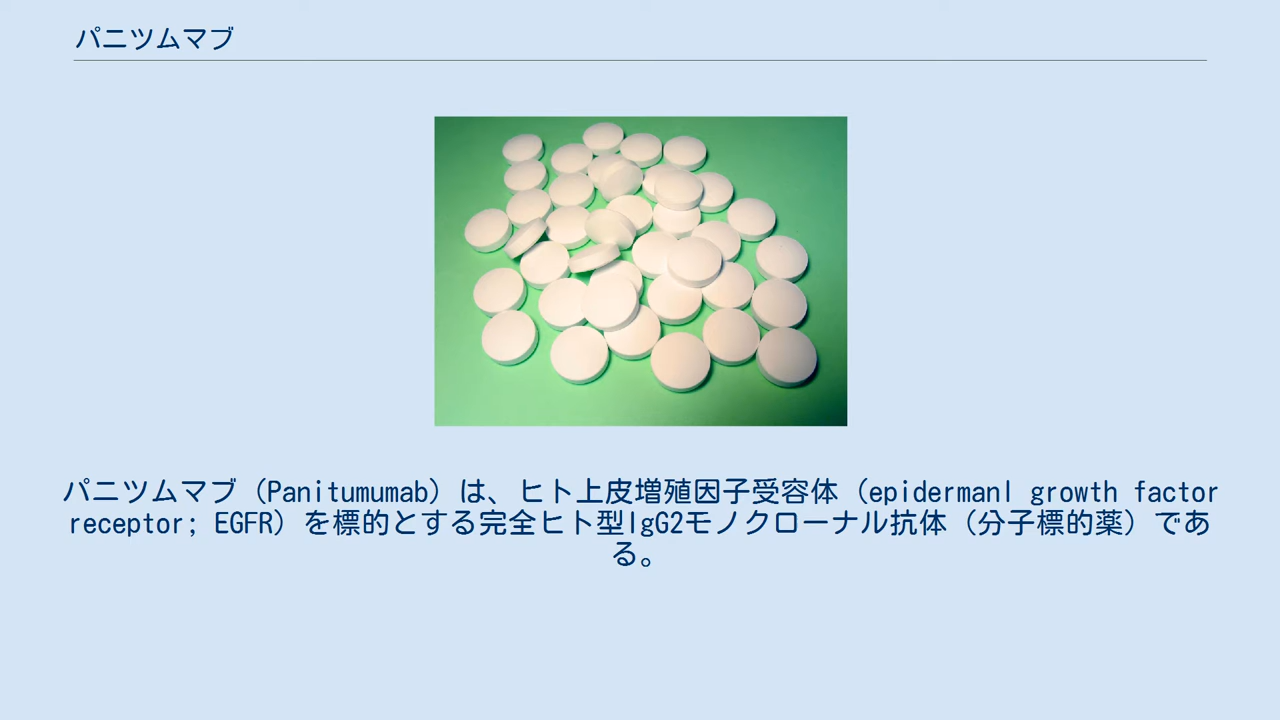 パニツムマブ
パニツムマブ（Panitumumab）は、ヒト上皮増殖因子受容体（epidermanl growth factor
receptor; EGFR）を標的とする完全ヒト型IgG2モノクローナル抗体（分子標的薬）であ
る。